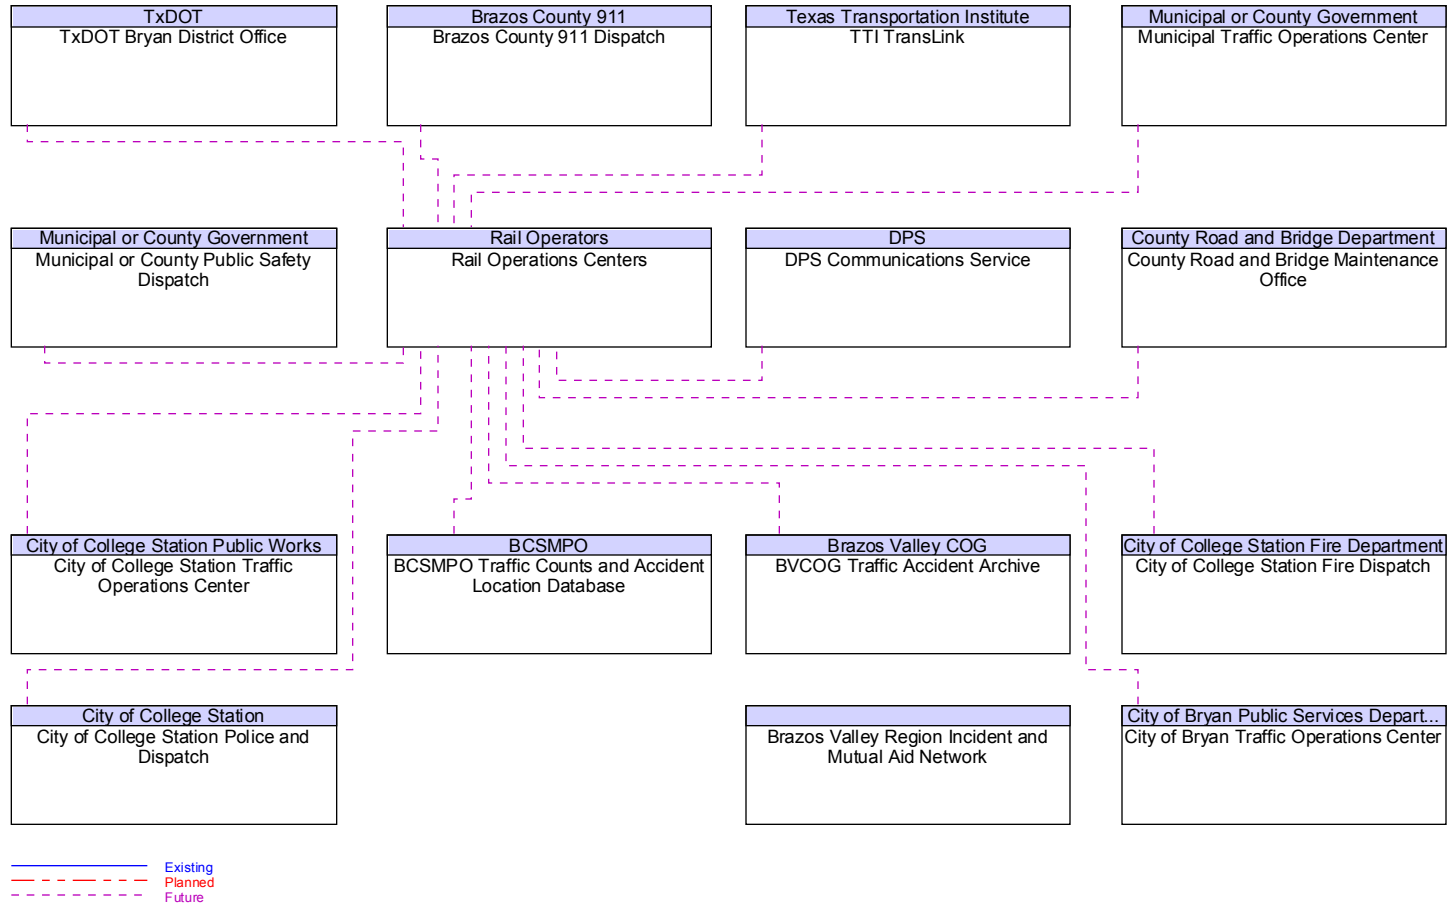 TxDOT
TxDOT Bryan District Office
Brazos County 911
Brazos County 911 Dispatch
Texas Transportation Institute
TTI TransLink
Municipal or County Government
Municipal Traffic Operations Center
Municipal or County Government
Municipal or County Public Safety
Dispatch
Rail Operators
Rail Operations Centers
DPS
DPS Communications Service
County Road and Bridge Department
County Road and Bridge Maintenance
Office
City of College Station Public Works
City of College Station Traffic
Operations Center
BCSMPO
BCSMPO Traffic Counts and Accident
Location Database
Brazos Valley COG
BVCOG Traffic Accident Archive
City of College Station Fire Department
City of College Station Fire Dispatch
City of College Station
City of College Station Police and
Dispatch
Brazos Valley Region Incident and
Mutual Aid Network
City of Bryan Public Services Depart...
City of Bryan Traffic Operations Center
Existing
Planned
Future